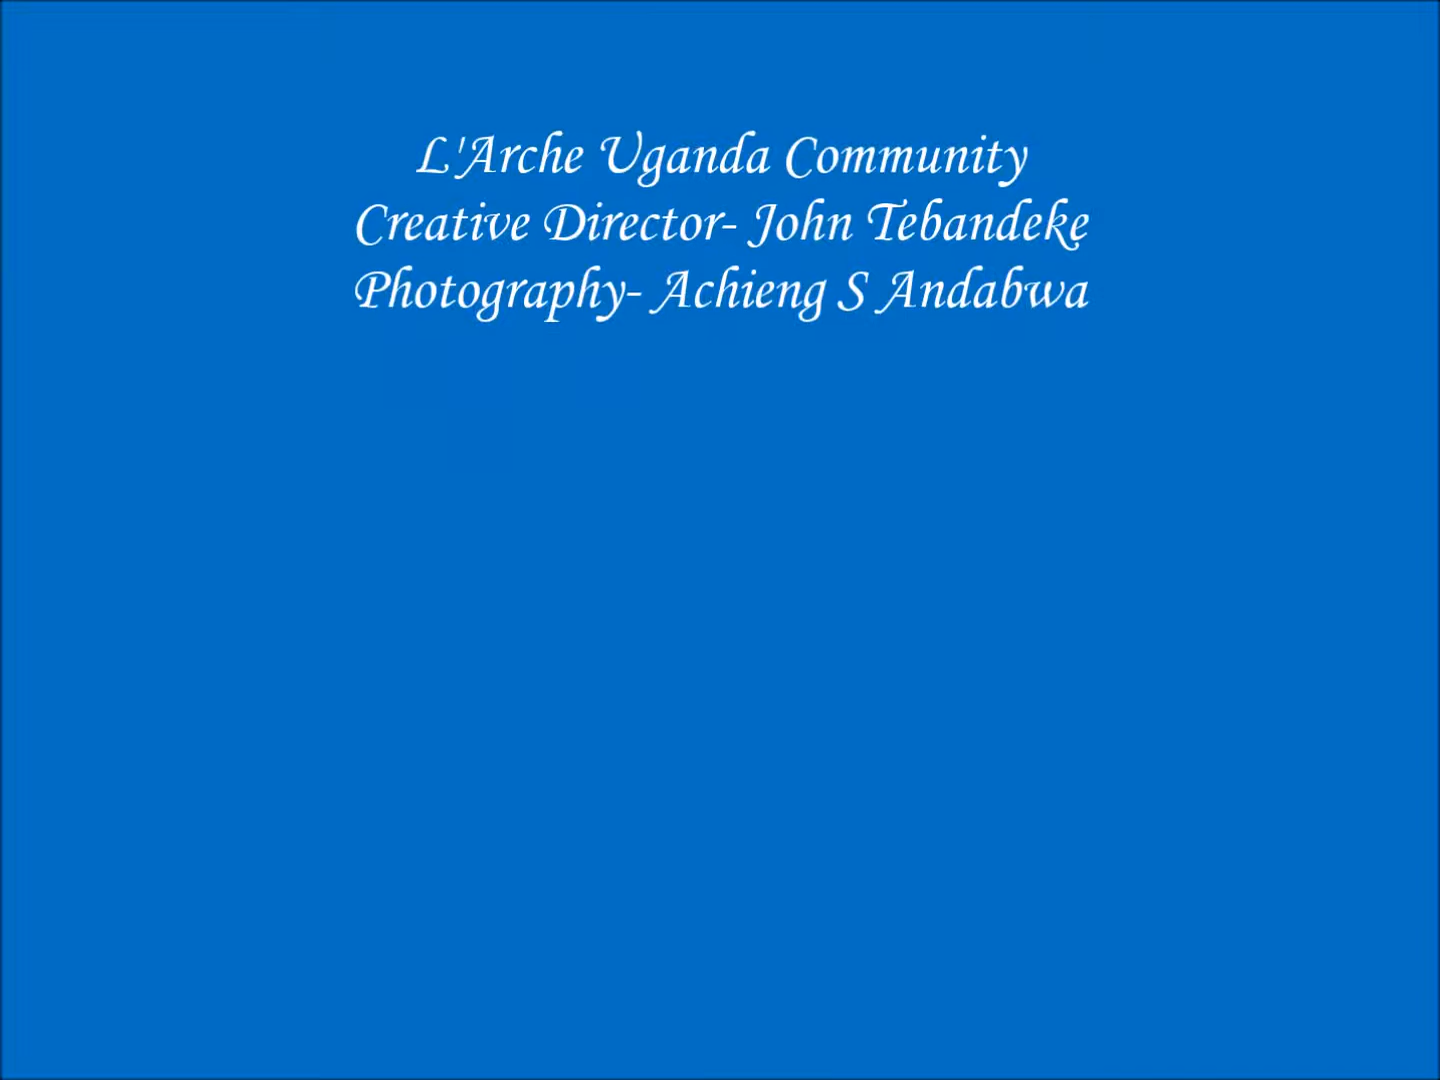 L'Arche Uganda Community
Creative Director- John Tebandeke
Photography- Achieng S Andabwa